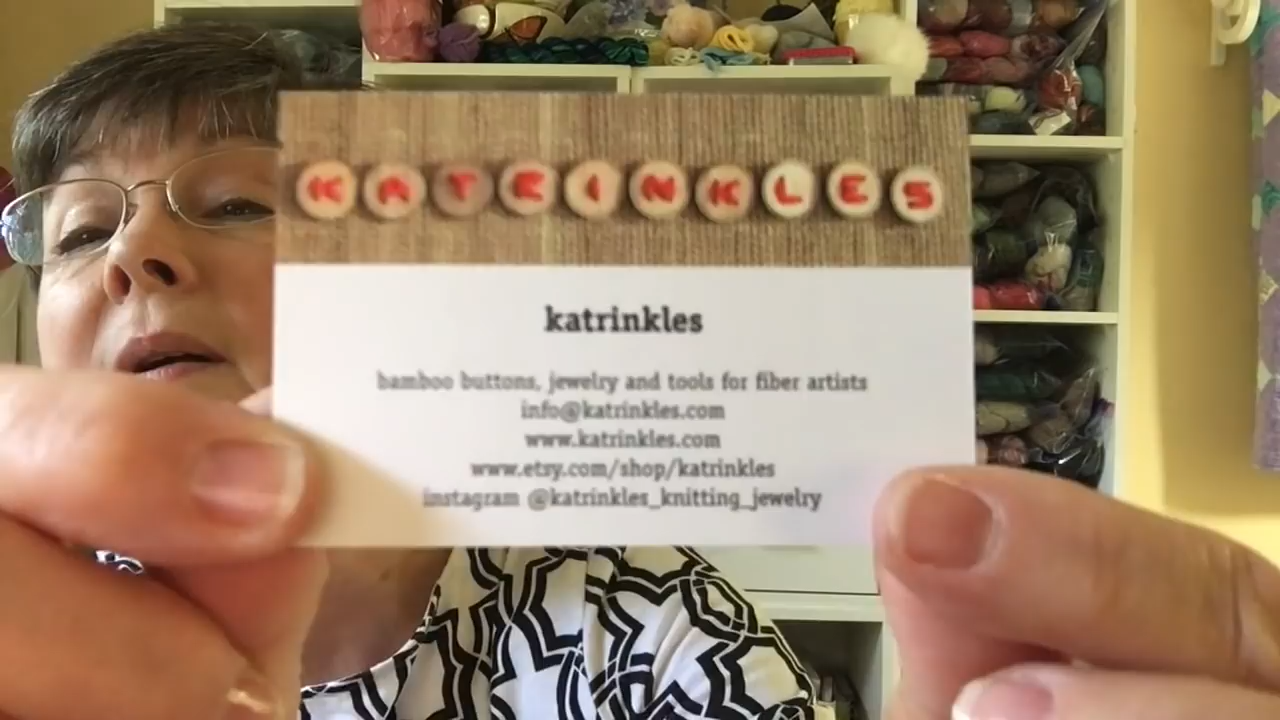 KATRINKLES
katrinkles
bamboo buttons, jewelry and tools for fiber artists
info@katrinkles.com
www.katrinkles.com
www.etsy.com/shop/katrinkles
instagram @katrinkles_knitting_jewelry